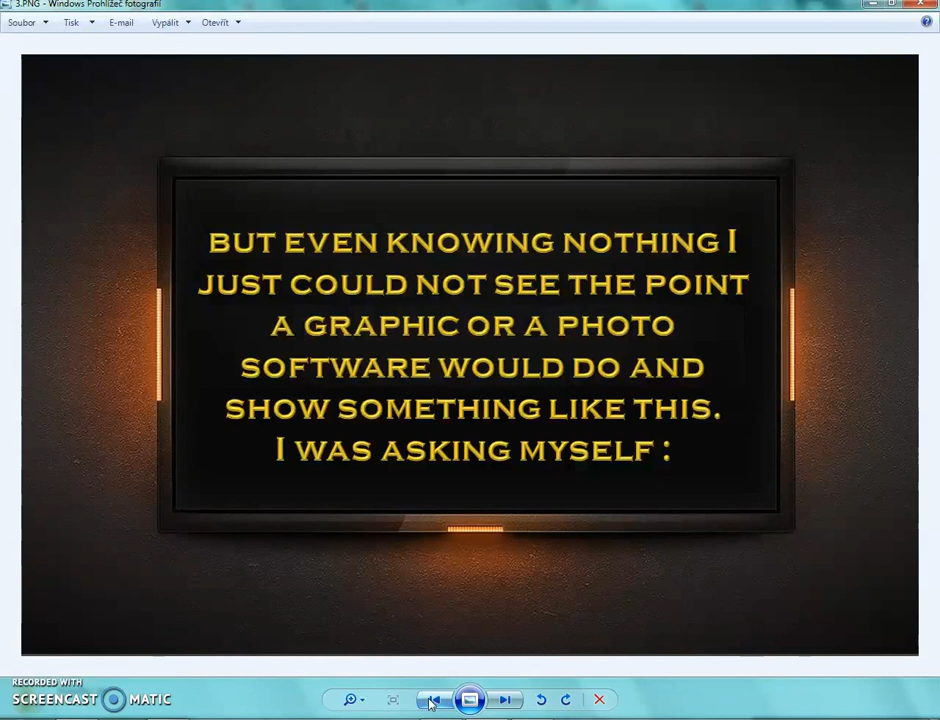 3.PNG - Windows Prohlížeč fotografií
Soubor Tisk E-mail Vypálit Otevřít
BUT EVEN KNOWING NOTHING I
JUST COULD NOT SEE THE POINT
A GRAPHIC OR A PHOTO
SOFTWARE WOULD DO AND
SHOW SOMETHING LIKE THIS.
I WAS ASKING MYSELF :
RECORDED WITH
SCREENCAST MATIC